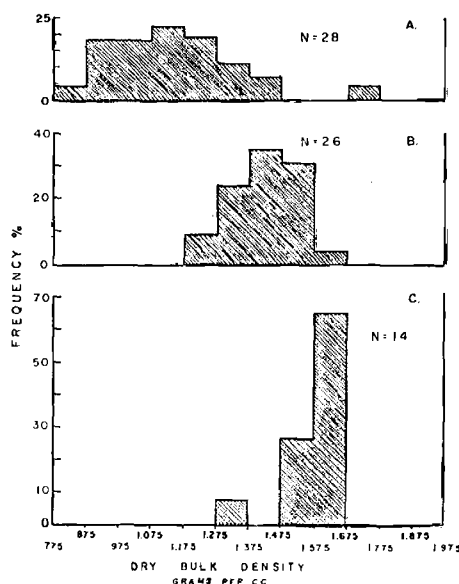 25
N=28
A.
0
40
N=26
B.
30
20
10
0
FREQUENCY %
70
C.
N=14
50
30
10
0
.875 1.075 1.275 1.475 1.675 1.875
.775 .975 1.175 1.375 1.575 1.775 1.975
DRY BULK DENSITY
GRAMS PER CC